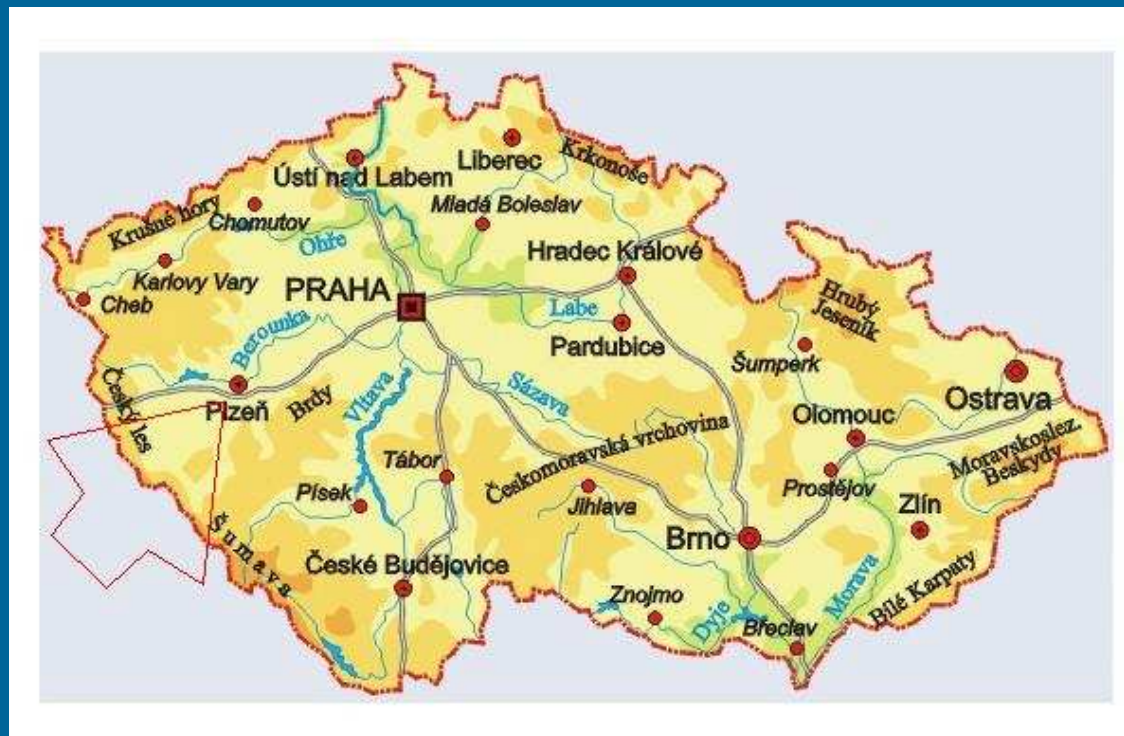 Liberec
Krkonoše
Ústí nad Labem
Mladá Boleslav
Krušné hory
Chomutov
Ohře
Hradec Králové
Karlovy Vary
Cheb
PRAHA
Labe
Hrubý
Jeseník
Berounka
Pardubice
Šumperk
Český les
Plzeň
Brdy
Vltava
Sázava
Ostrava
Olomouc
Českomoravská vrchovina
Moravskoslez.
Beskydy
Tábor
Písek
Jihlava
Prostějov
Zlín
Brno
Šumava
České Budějovice
Znojmo
Dyje
Břeclav
Morava
Bílé Karpaty